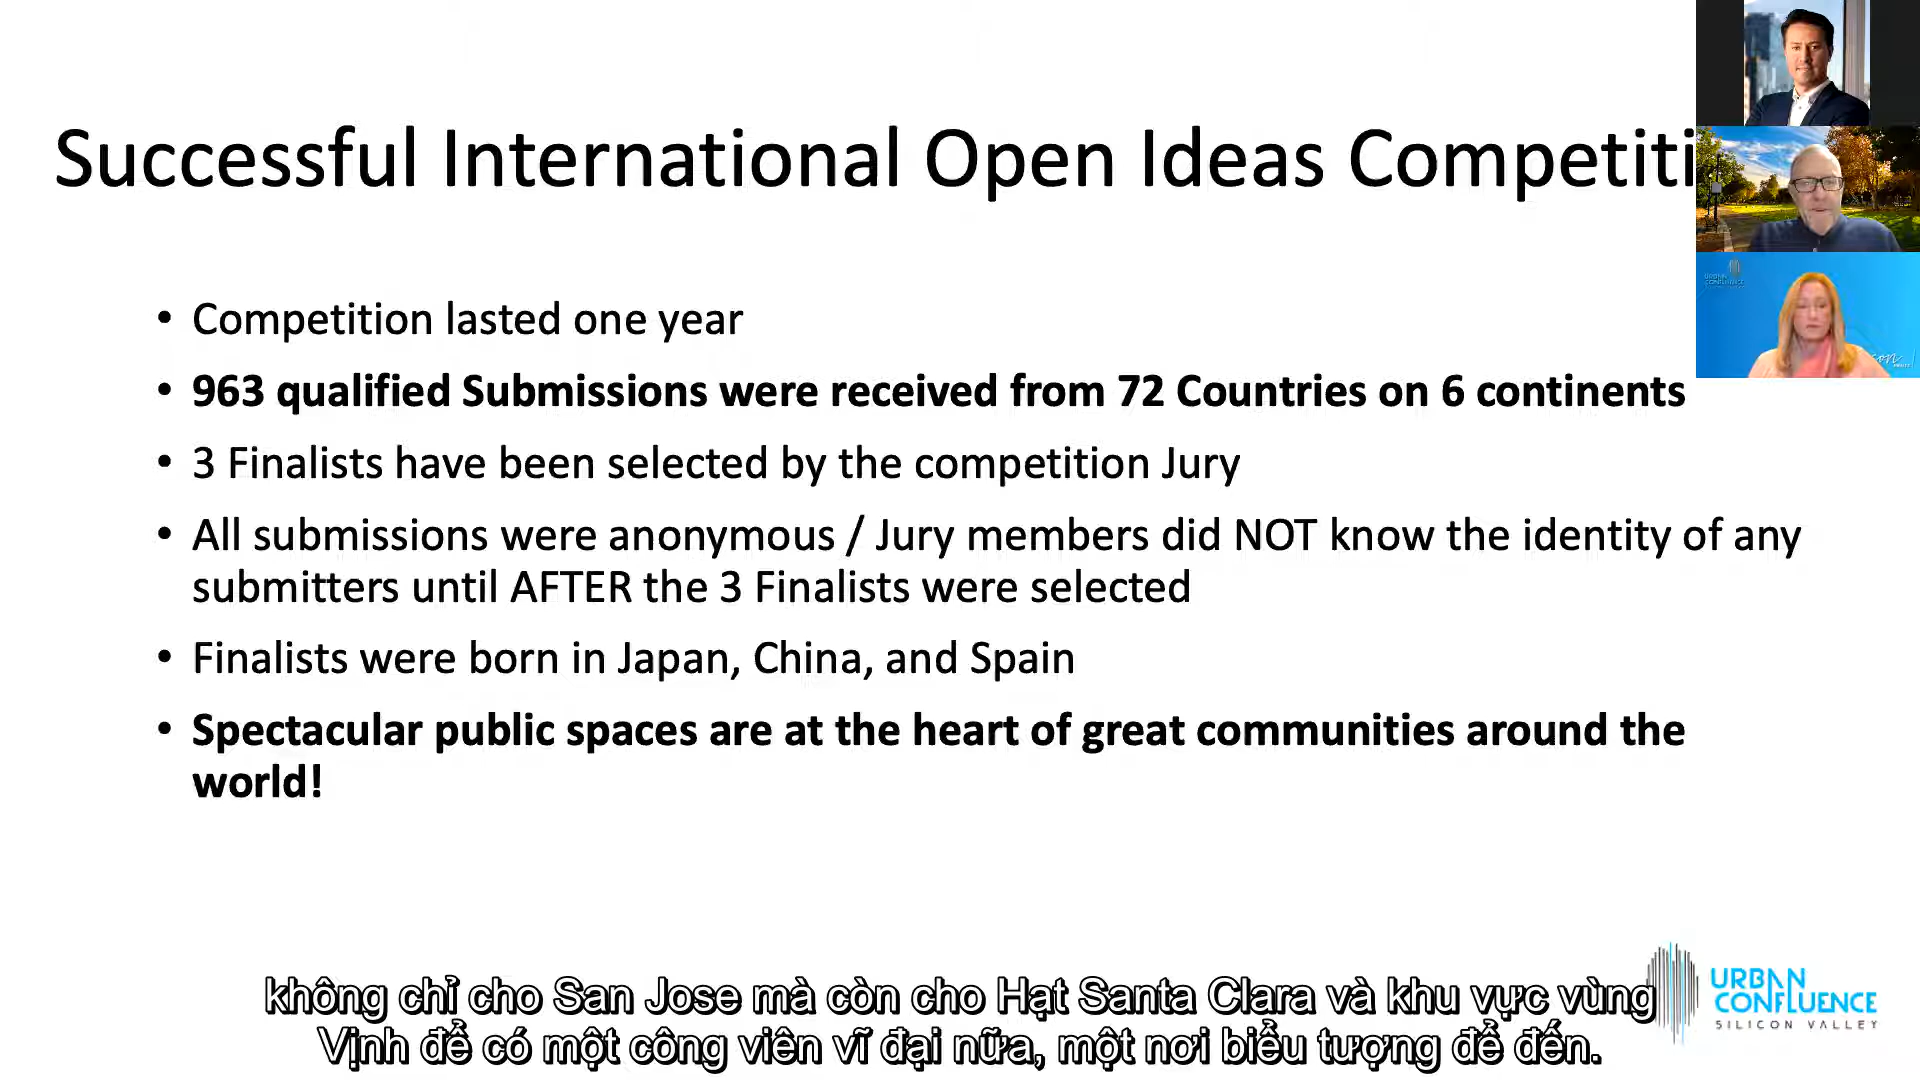 Successful International Open Ideas Competiti
• Competition lasted one year
• 963 qualified Submissions were received from 72 Countries on 6 continents
• 3 Finalists have been selected by the competition Jury
• All submissions were anonymous / Jury members did NOT know the identity of any
submitters until AFTER the 3 Finalists were selected
• Finalists were born in Japan, China, and Spain
• Spectacular public spaces are at the heart of great communities around the
world!
URBAN
CONFLUENCE
URBAN
CONFLUENCE
SILICON VALLEY
không chỉ cho San Jose mà còn cho Hạt Santa Clara và khu vực vùng
Vịnh để có một công viên vĩ đại nữa, một nơi biểu tượng để đến.